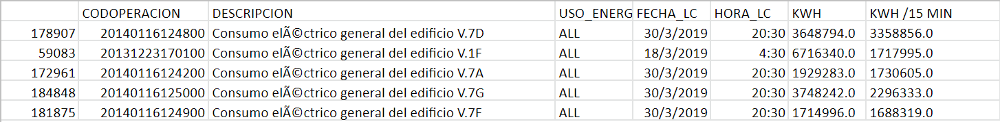 CODOPERACION DESCRIPCION USO_ENERG FECHA_LC HORA_LC KWH KWH /15 MIN
178907 20140116124800 Consumo elÃ©ctrico general del edificio V.7D ALL 30/3/2019 20:30 3648794.0 3358856.0
59083 20131223170100 Consumo elÃ©ctrico general del edificio V.1F ALL 18/3/2019 4:30 6716340.0 1717995.0
172961 20140116124200 Consumo elÃ©ctrico general del edificio V.7A ALL 30/3/2019 20:30 1929283.0 1730605.0
184848 20140116125000 Consumo elÃ©ctrico general del edificio V.7G ALL 30/3/2019 20:30 3748242.0 2296333.0
181875 20140116124900 Consumo elÃ©ctrico general del edificio V.7F ALL 30/3/2019 20:30 1714996.0 1688319.0